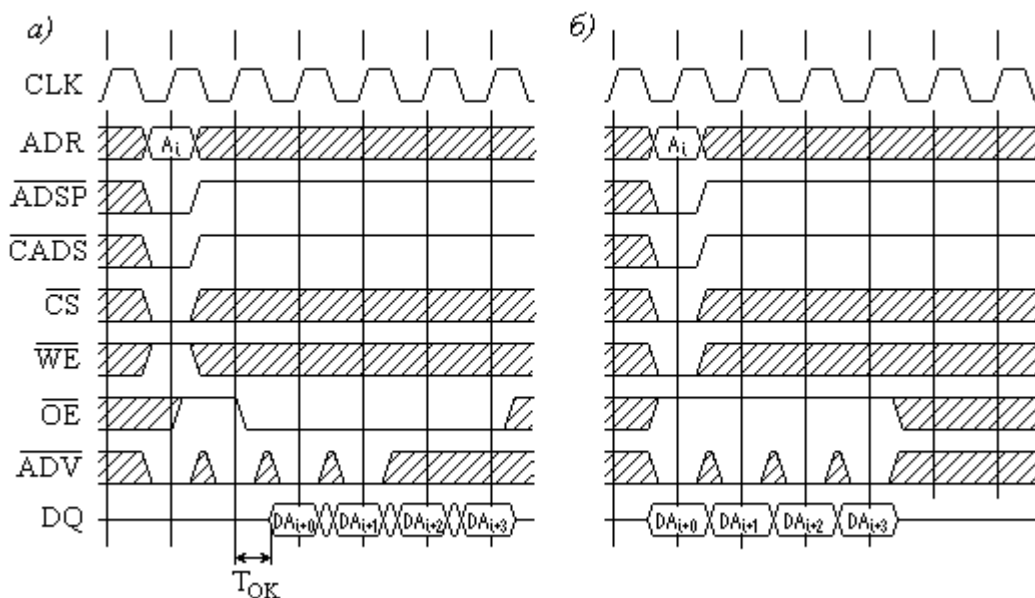 а) б)
CLK
ADR Ai Ai
ADSP
CADS
CS
WE
OE
ADV
DQ DAi+0 DAi+1 DAi+2 DAi+3 DAi+0 DAi+1 DAi+2 DAi+3
TOK